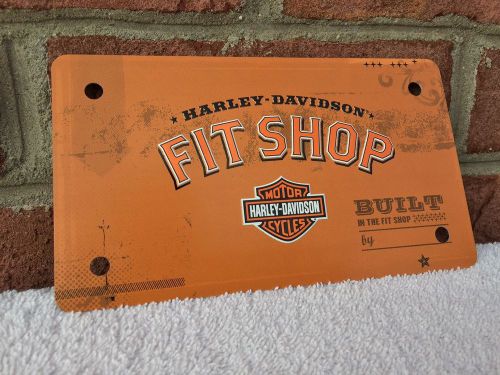 HARLEY-DAVIDSON
FIT SHOP
MOTOR
HARLEY-DAVIDSON
CYCLES
BUILT
IN THE FIT SHOP
by